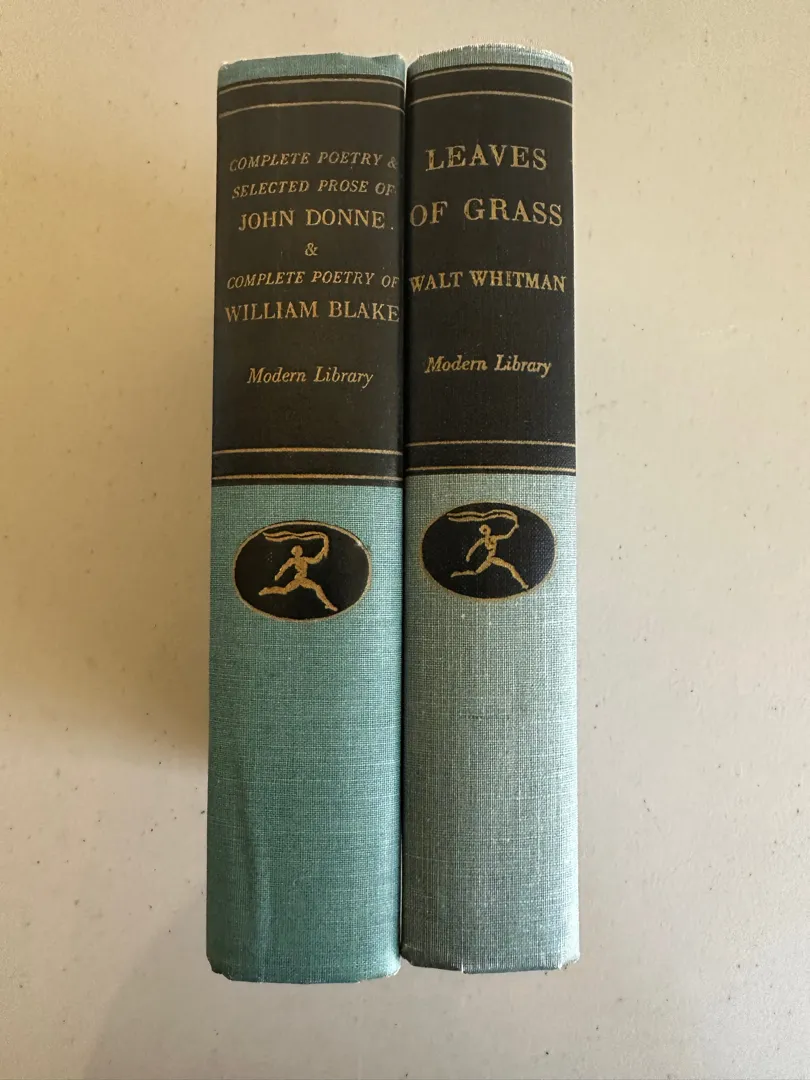 COMPLETE POETRY &
SELECTED PROSE OF
JOHN DONNE
&
COMPLETE POETRY OF
WILLIAM BLAKE
Modern Library
LEAVES
OF GRASS
WALT WHITMAN
Modern Library